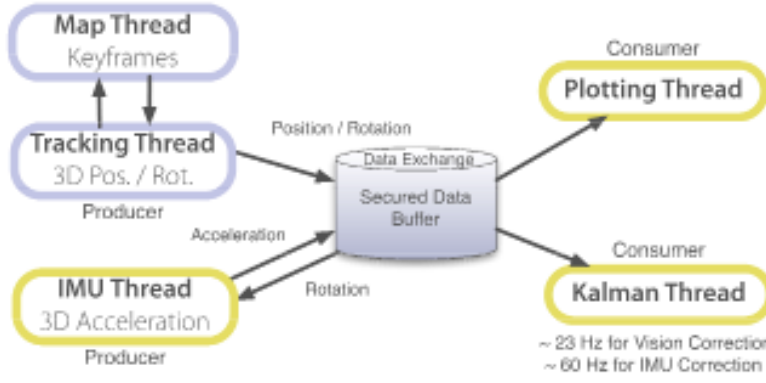 Map Thread
Keyframes
Tracking Thread
3D Pos. / Rot.
Producer
Position / Rotation
Acceleration
Rotation
IMU Thread
3D Acceleration
Producer
Data Exchange
Secured Data
Buffer
Consumer
Plotting Thread
Consumer
Kalman Thread
~ 23 Hz for Vision Correction
~ 60 Hz for IMU Correction